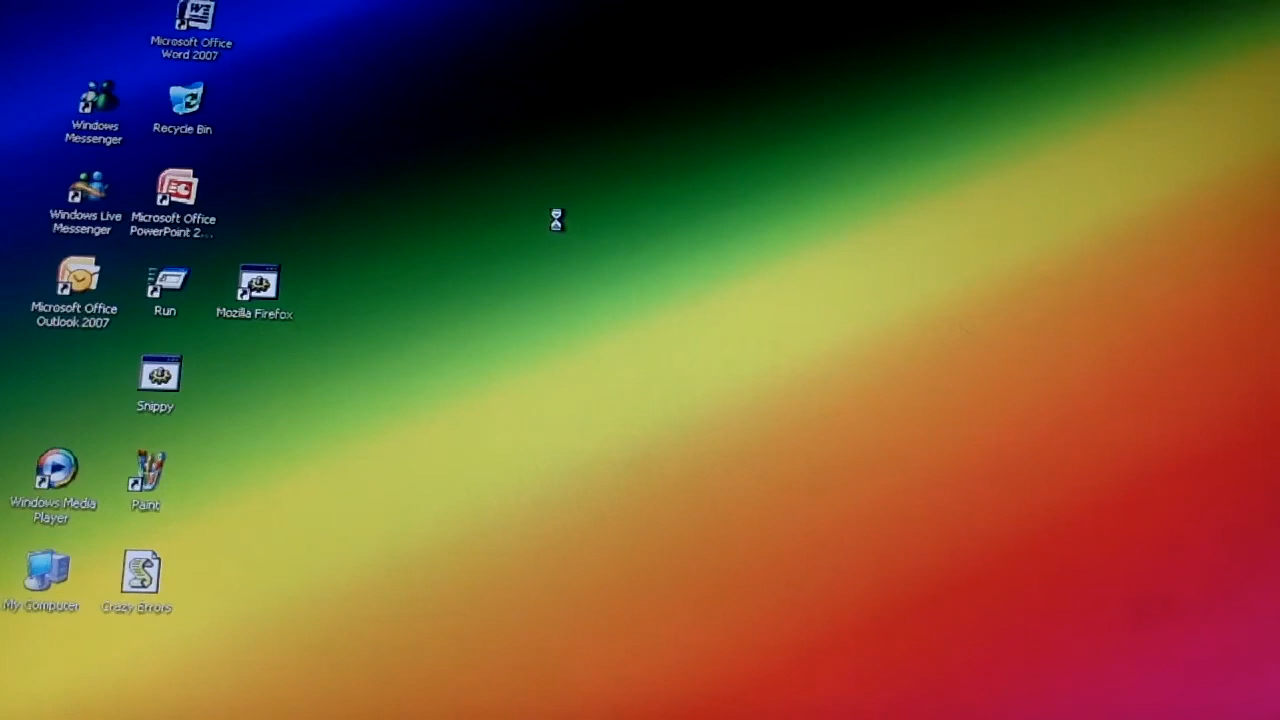 Microsoft Office
Word 2007
Windows
Messenger
Recycle Bin
Windows Live
Messenger
Microsoft Office
PowerPoint 2...
Microsoft Office
Outlook 2007
Run
Mozilla Firefox
Snippy
Windows Media
Player
Paint
My Computer
Crazy Errors